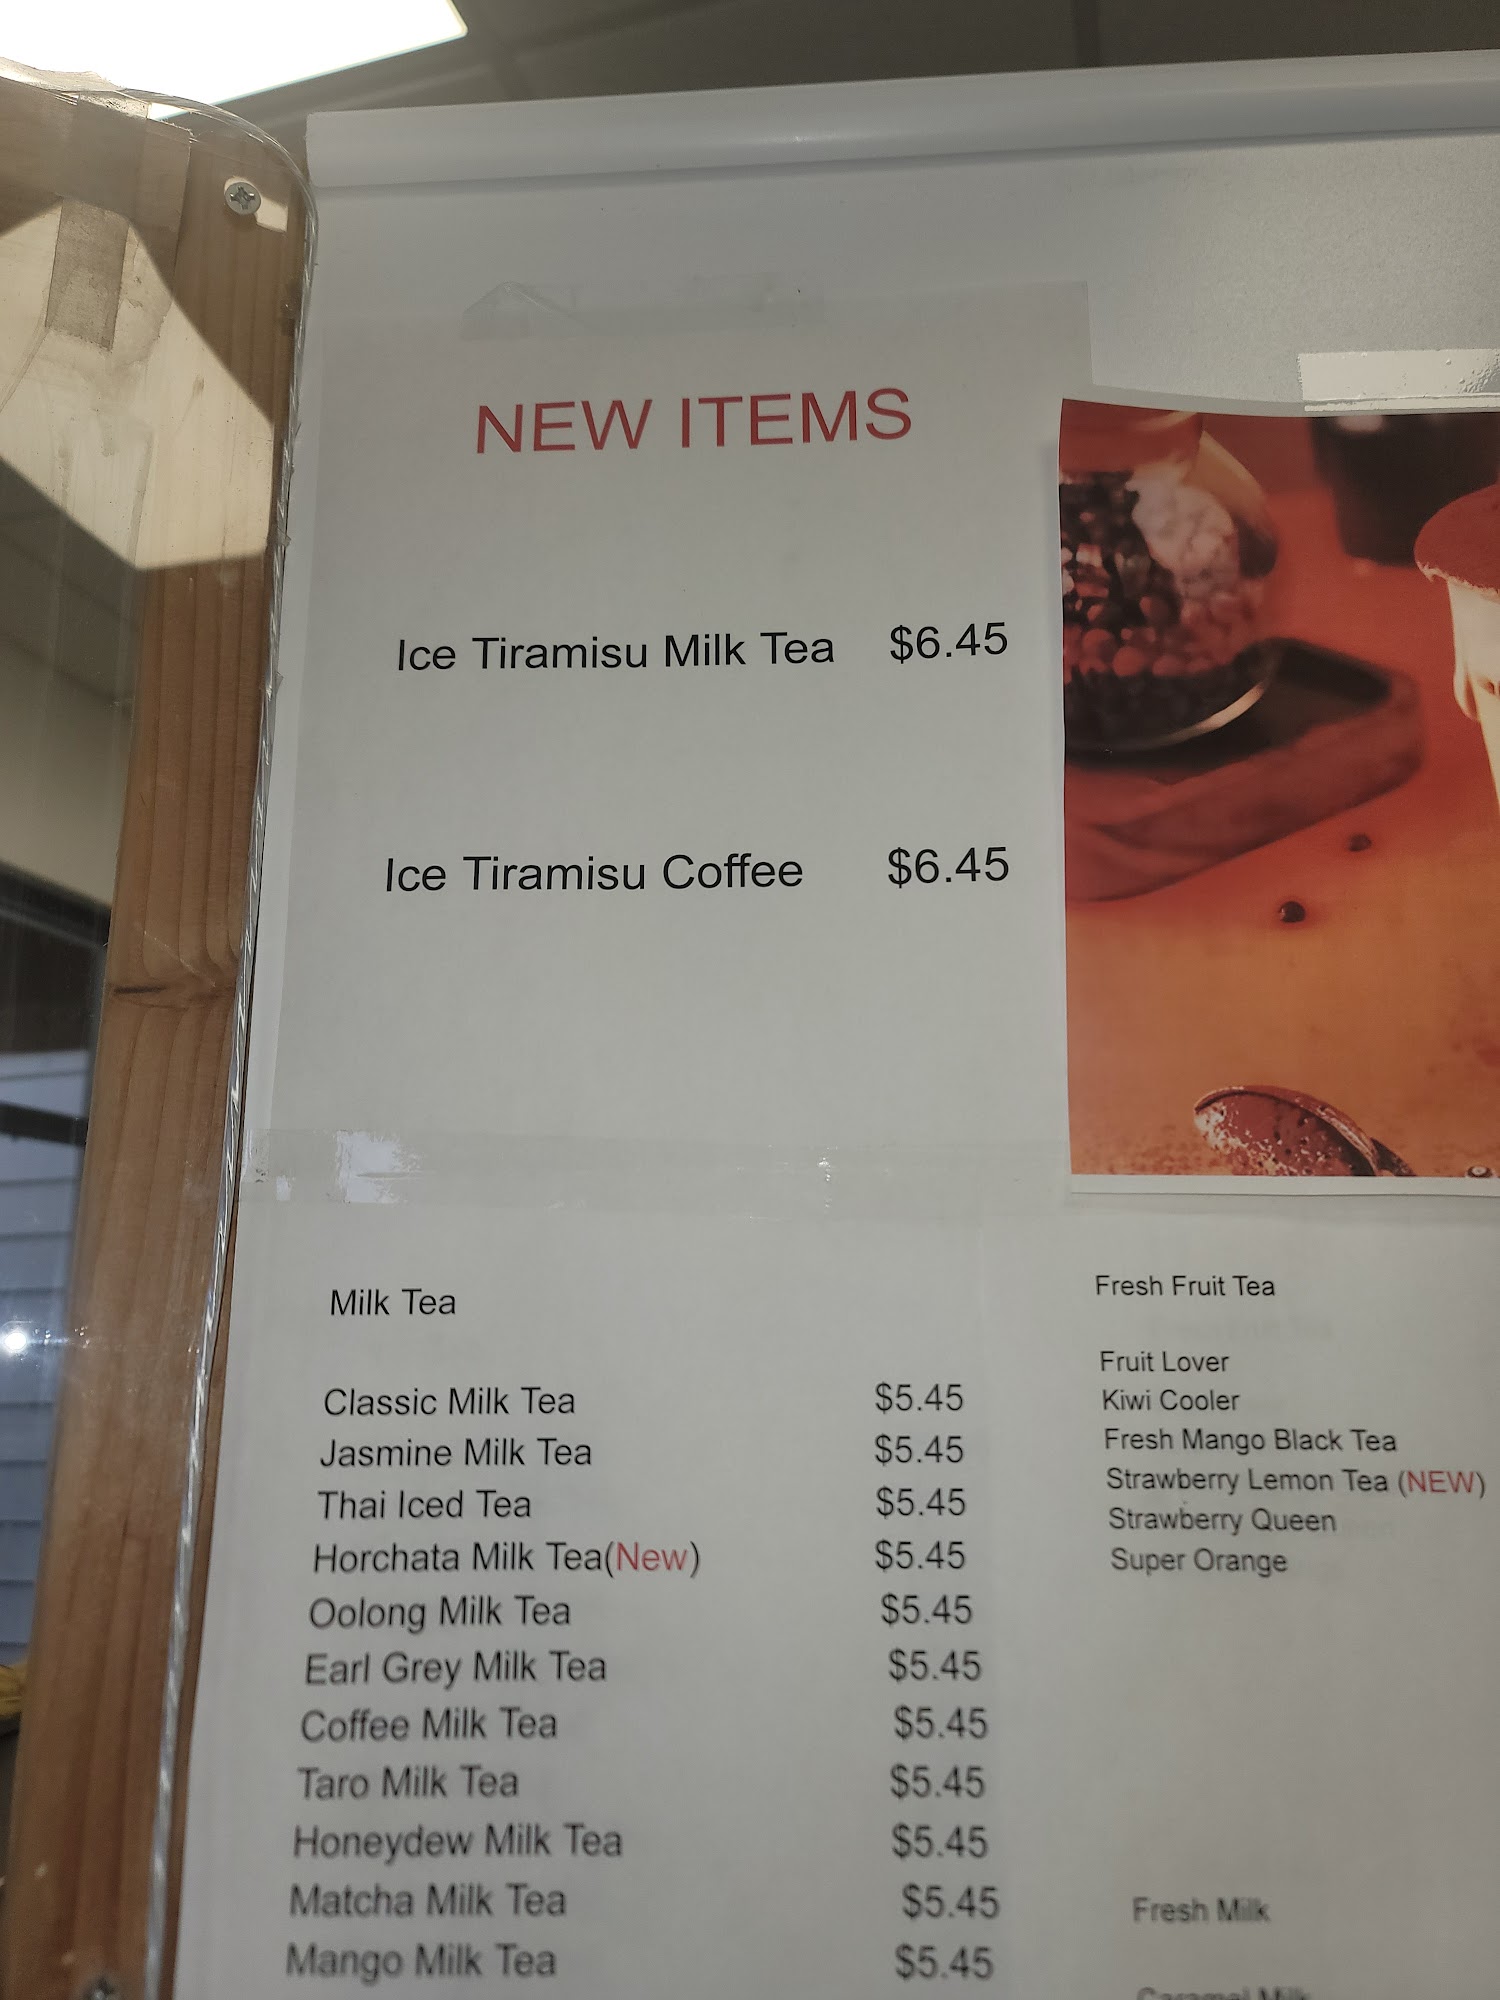 NEW ITEMS
Ice Tiramisu Milk Tea $6.45
Ice Tiramisu Coffee $6.45
Milk Tea
Classic Milk Tea $5.45
Jasmine Milk Tea $5.45
Thai Iced Tea $5.45
Horchata Milk Tea(New) $5.45
Oolong Milk Tea $5.45
Earl Grey Milk Tea $5.45
Coffee Milk Tea $5.45
Taro Milk Tea $5.45
Honeydew Milk Tea $5.45
Matcha Milk Tea $5.45
Mango Milk Tea $5.45
Fresh Fruit Tea
Fruit Lover
Kiwi Cooler
Fresh Mango Black Tea
Strawberry Lemon Tea (NEW)
Strawberry Queen
Super Orange
Fresh Milk
Caramel Milk